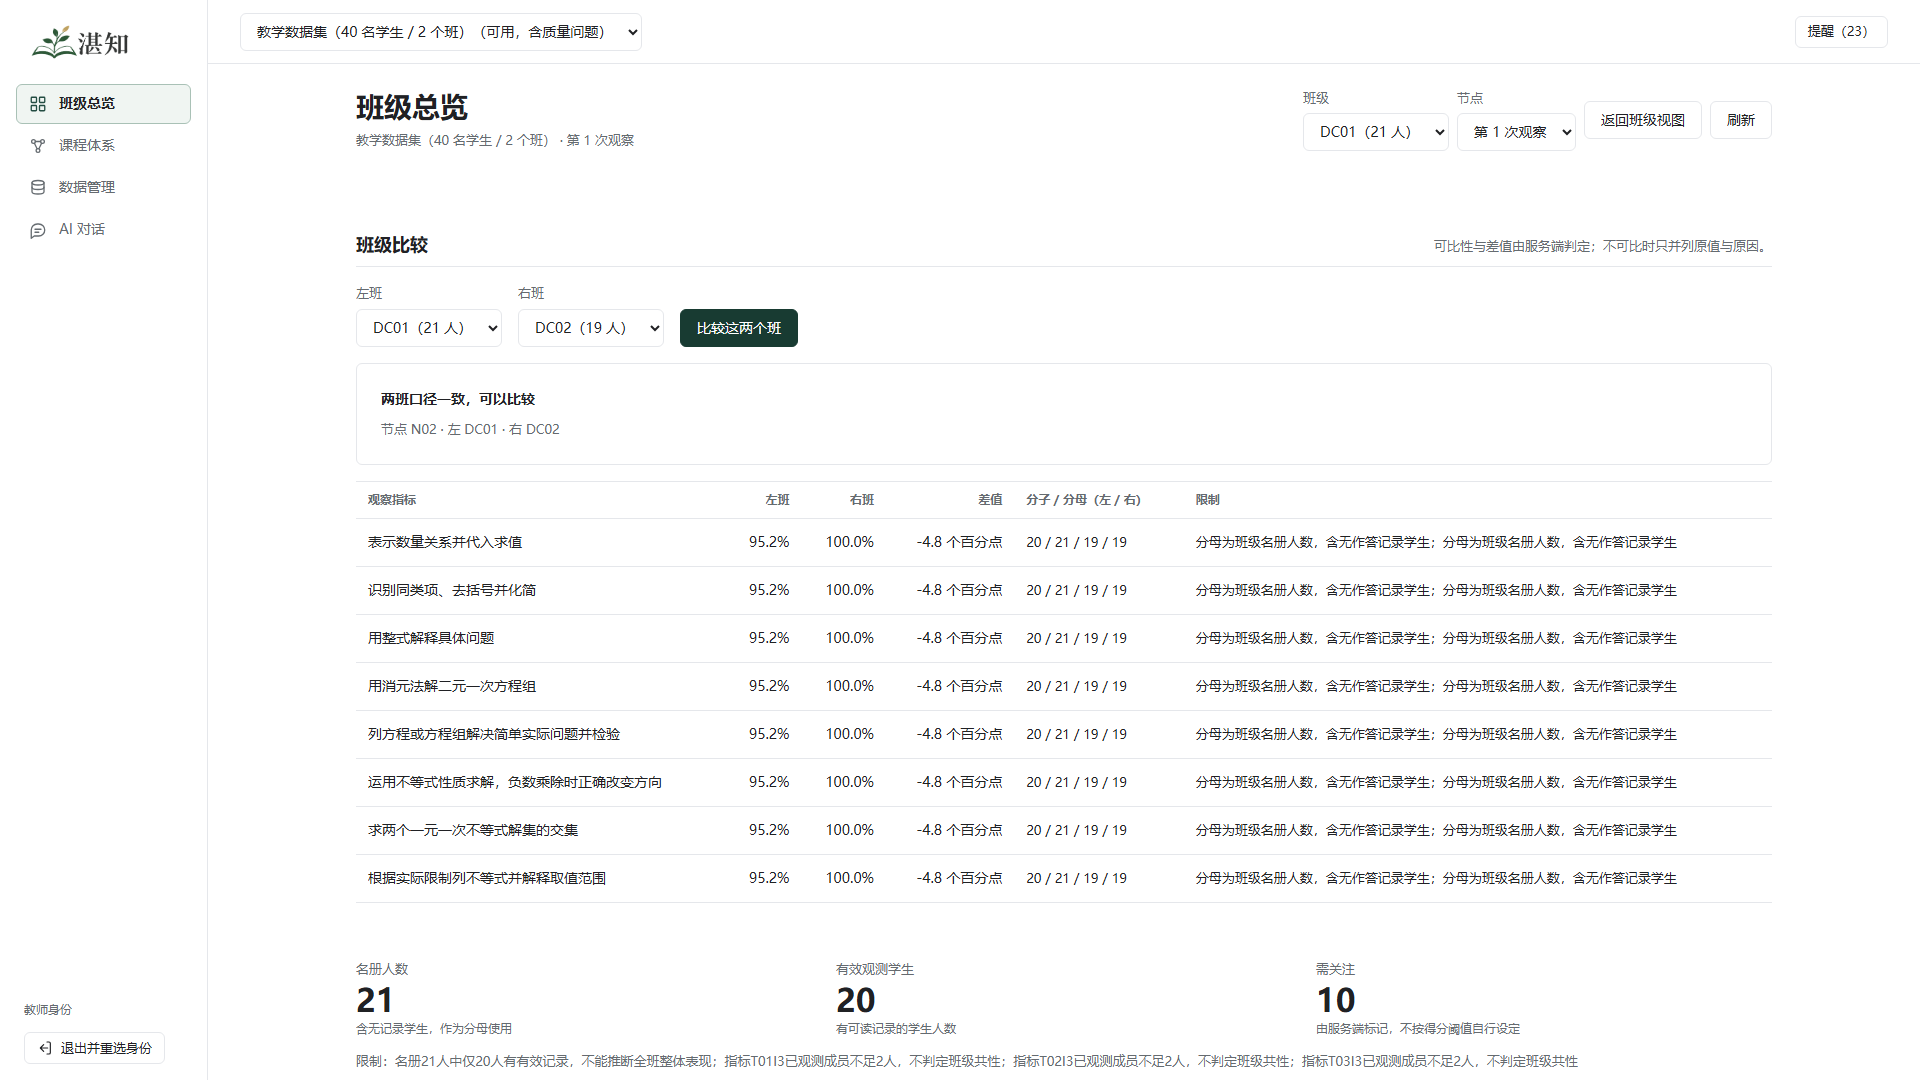 湛知
班级总览
课程体系
数据管理
AI 对话
教师身份
退出并重选身份
教学数据集（40 名学生 / 2 个班）（可用，含质量问题）
提醒（23）
班级总览
教学数据集（40 名学生 / 2 个班）· 第 1 次观察
班级
DC01（21 人）
节点
第 1 次观察
返回班级视图
刷新
班级比较
可比性与差值由服务端判定；不可比时只并列原值与原因。
左班
右班
DC01（21 人）
DC02（19 人）
比较这两个班
两班口径一致，可以比较
节点 N02 · 左 DC01 · 右 DC02
观察指标 左班 右班 差值 分子 / 分母（左 / 右） 限制
表示数量关系并代入求值 95.2% 100.0% -4.8 个百分点 20 / 21 / 19 / 19 分母为班级名册人数，含无作答记录学生；分母为班级名册人数，含无作答记录学生
识别同类项、去括号并化简 95.2% 100.0% -4.8 个百分点 20 / 21 / 19 / 19 分母为班级名册人数，含无作答记录学生；分母为班级名册人数，含无作答记录学生
用整式解释具体问题 95.2% 100.0% -4.8 个百分点 20 / 21 / 19 / 19 分母为班级名册人数，含无作答记录学生；分母为班级名册人数，含无作答记录学生
用消元法解二元一次方程组 95.2% 100.0% -4.8 个百分点 20 / 21 / 19 / 19 分母为班级名册人数，含无作答记录学生；分母为班级名册人数，含无作答记录学生
列方程或方程组解决简单实际问题并检验 95.2% 100.0% -4.8 个百分点 20 / 21 / 19 / 19 分母为班级名册人数，含无作答记录学生；分母为班级名册人数，含无作答记录学生
运用不等式性质求解，负数乘除时正确改变方向 95.2% 100.0% -4.8 个百分点 20 / 21 / 19 / 19 分母为班级名册人数，含无作答记录学生；分母为班级名册人数，含无作答记录学生
求两个一元一次不等式解集的交集 95.2% 100.0% -4.8 个百分点 20 / 21 / 19 / 19 分母为班级名册人数，含无作答记录学生；分母为班级名册人数，含无作答记录学生
根据实际限制列不等式并解释取值范围 95.2% 100.0% -4.8 个百分点 20 / 21 / 19 / 19 分母为班级名册人数，含无作答记录学生；分母为班级名册人数，含无作答记录学生
名册人数
21
含无记录学生，作为分母使用
有效观测学生
20
有可读记录的学生人数
需关注
10
由服务端标记，不按得分阈值自行设定
限制：名册21人中仅20人有有效记录，不能推断全班整体表现；指标T01I3已观测成员不足2人，不判定班级共性；指标T02I3已观测成员不足2人，不判定班级共性；指标T03I3已观测成员不足2人，不判定班级共性